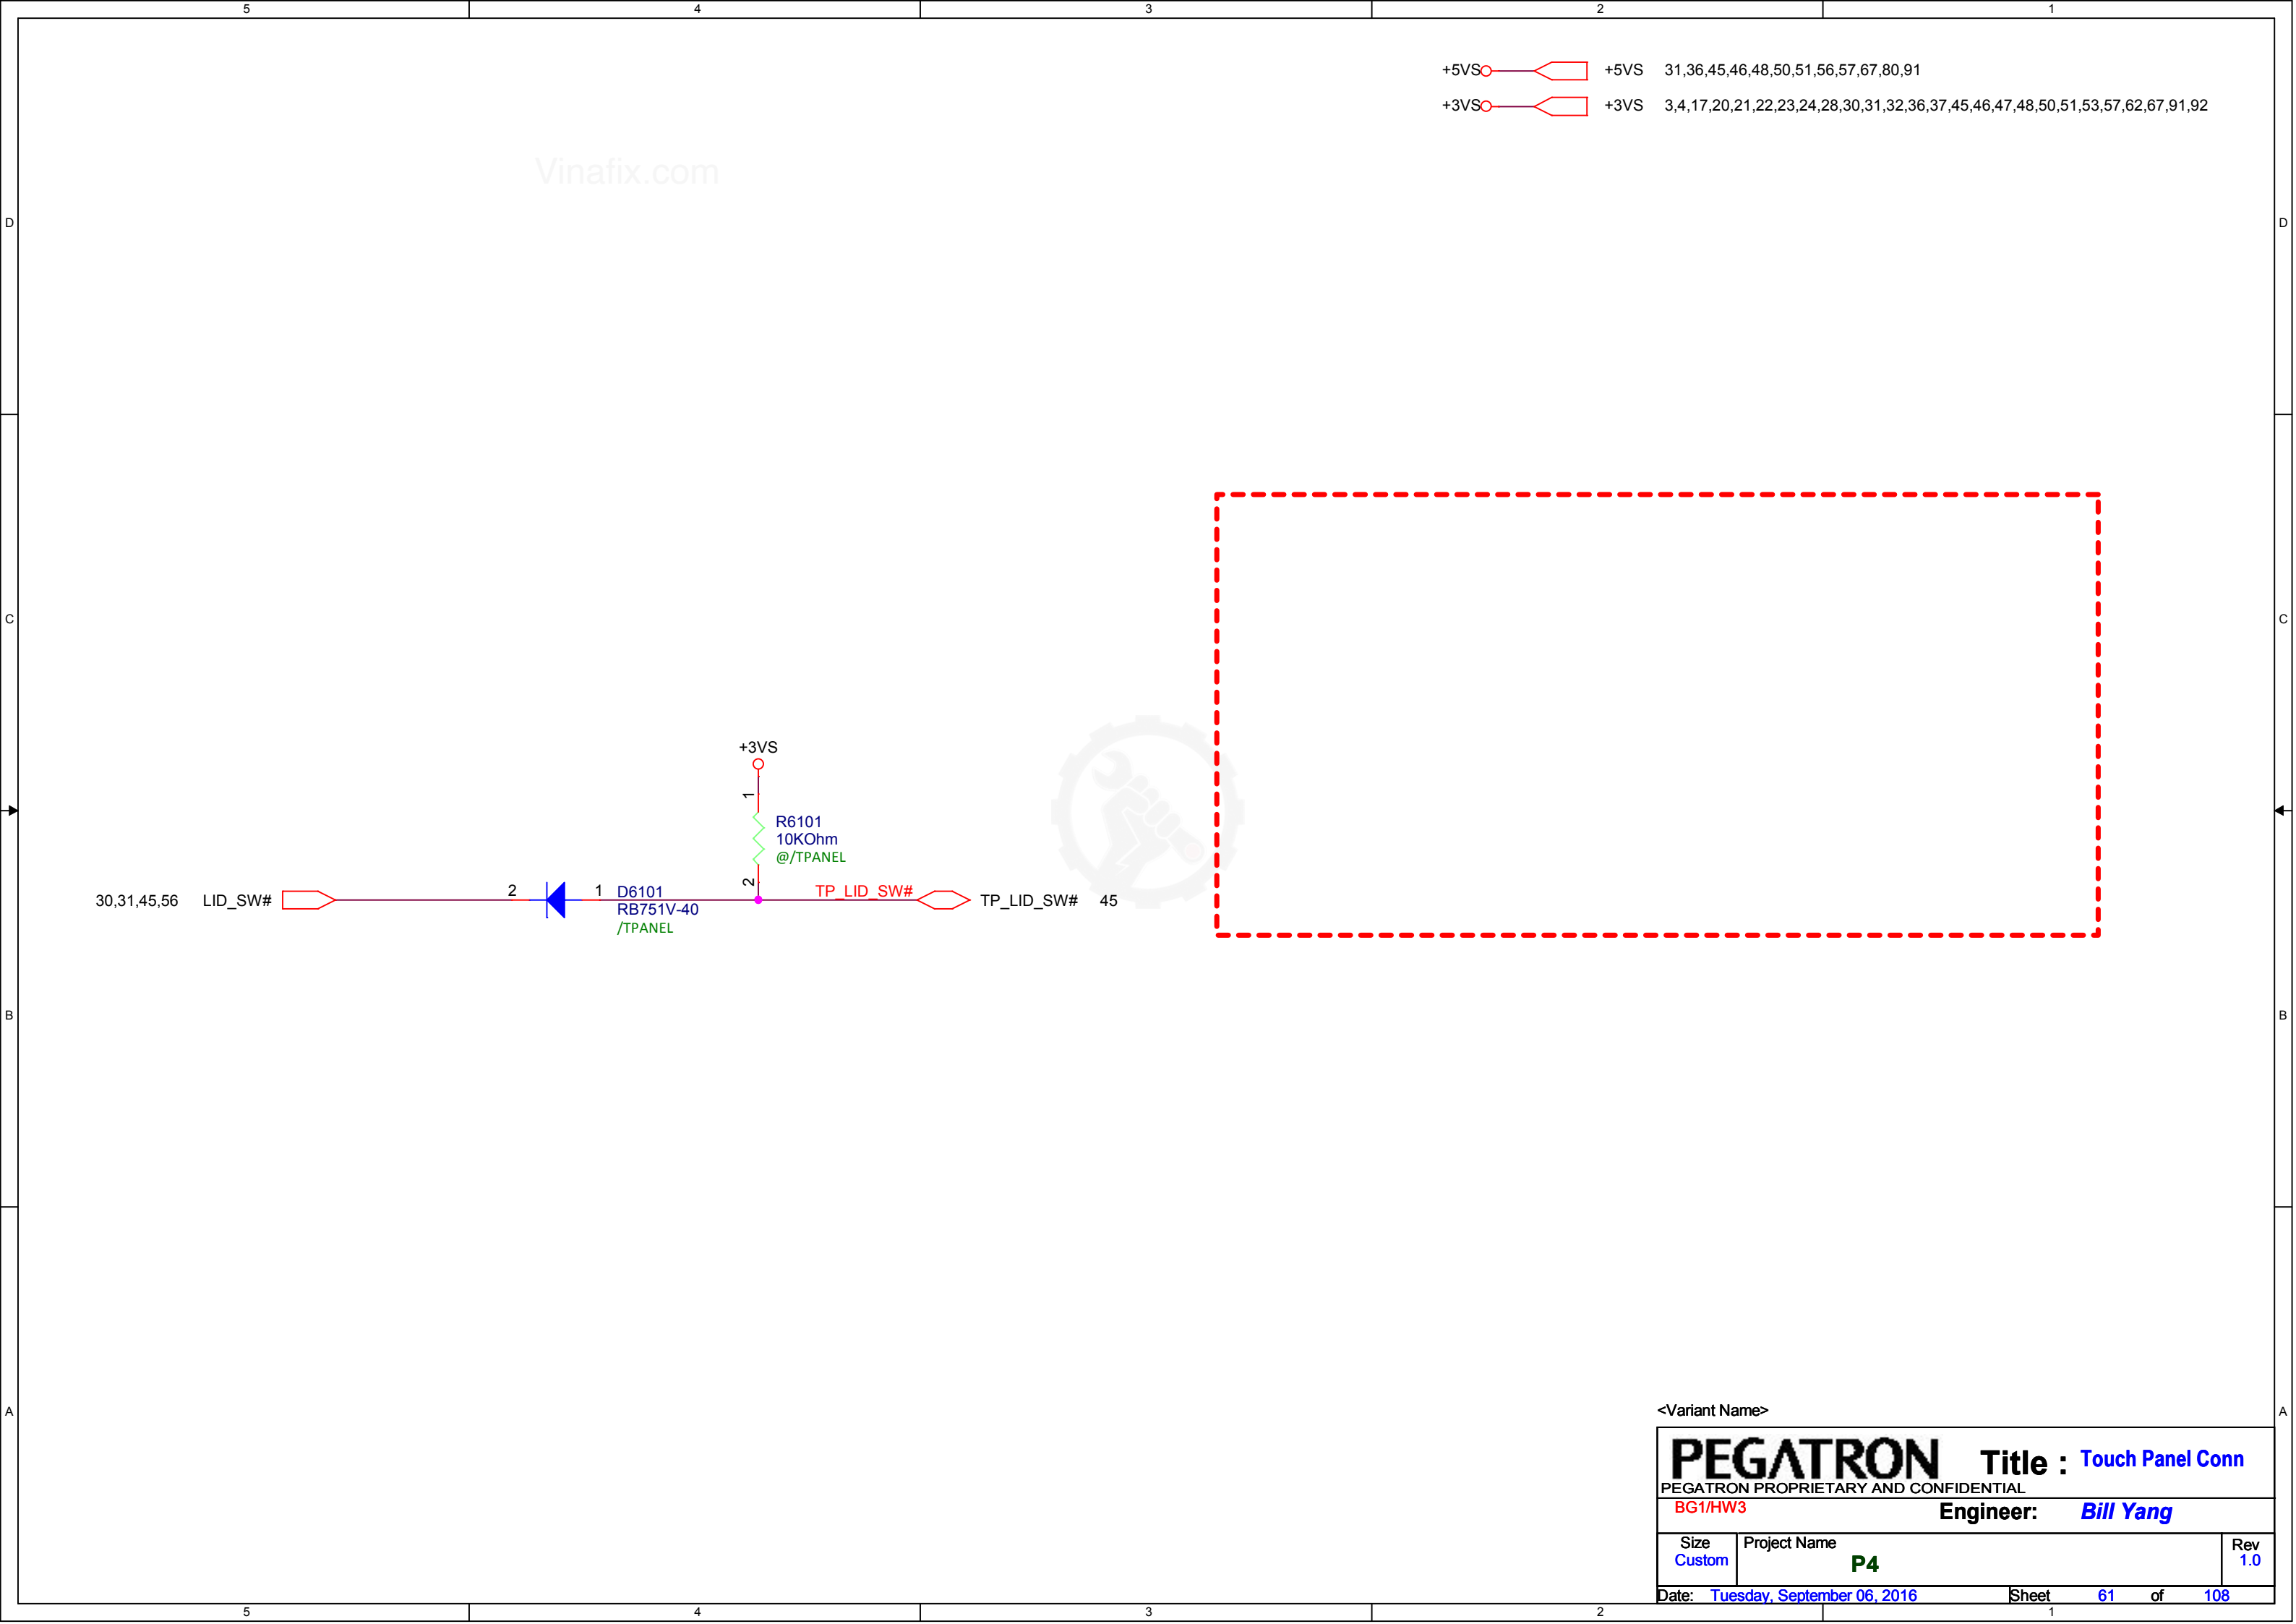 5 4 3 2 1
+5VS +5VS 31,36,45,46,48,50,51,56,57,67,80,91
+3VS +3VS 3,4,17,20,21,22,23,24,28,30,31,32,36,37,45,46,47,48,50,51,53,57,62,67,91,92
Vinafix.com
D D
C C
+3VS
1
R6101
10KOhm
@/TPANEL
2
30,31,45,56 LID_SW# 2 1 D6101 TP_LID_SW# TP_LID_SW# 45
RB751V-40
/TPANEL
B B
A A
<Variant Name>
PEGATRON Title : Touch Panel Conn
PEGATRON PROPRIETARY AND CONFIDENTIAL
BG1/HW3 Engineer: Bill Yang
Size Project Name Rev
Custom P4 1.0
Date: Tuesday, September 06, 2016 Sheet 61 of 108
5 4 3 2 1